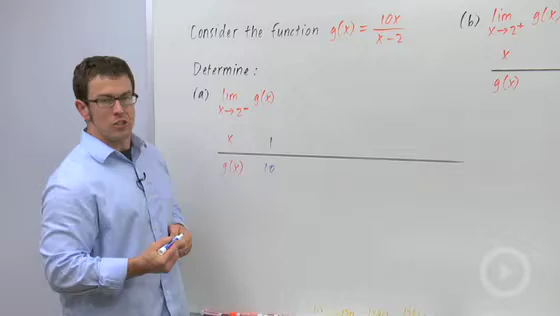 Consider the function g(x) = 10x / x-2
Determine:
(a) lim x→2⁻ g(x)
x 1
g(x) 10
(b) lim x→2⁺ g(x)
x
g(x)